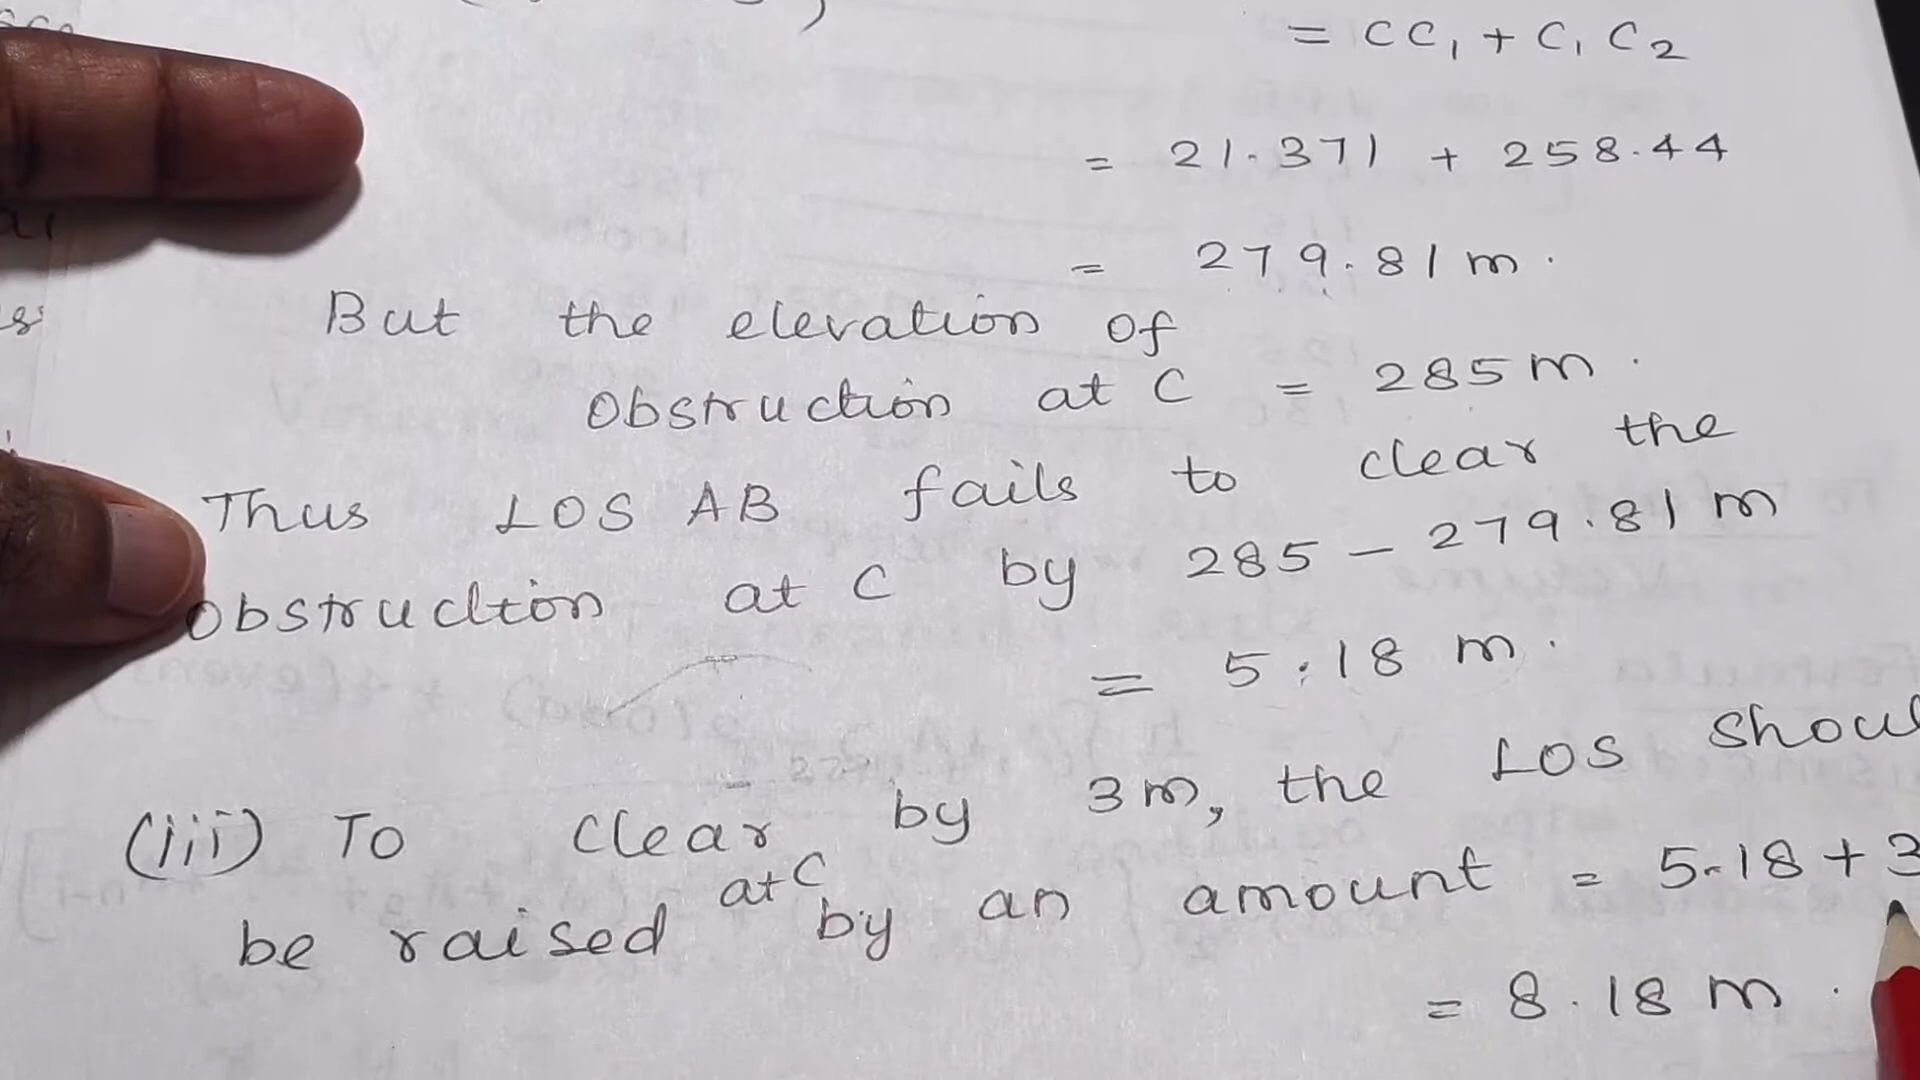 = CC₁ + C₁ C₂
= 21.371 + 258.44
= 279.81 m.
But the elevation of
obstruction at C = 285 m.
Thus LOS AB fails to clear the
obstruction at C by 285 - 279.81 m
= 5.18 m.
(iii) To clear by 3m, the LOS shoul
be raised at C by an amount = 5.18 + 3
= 8.18 m.